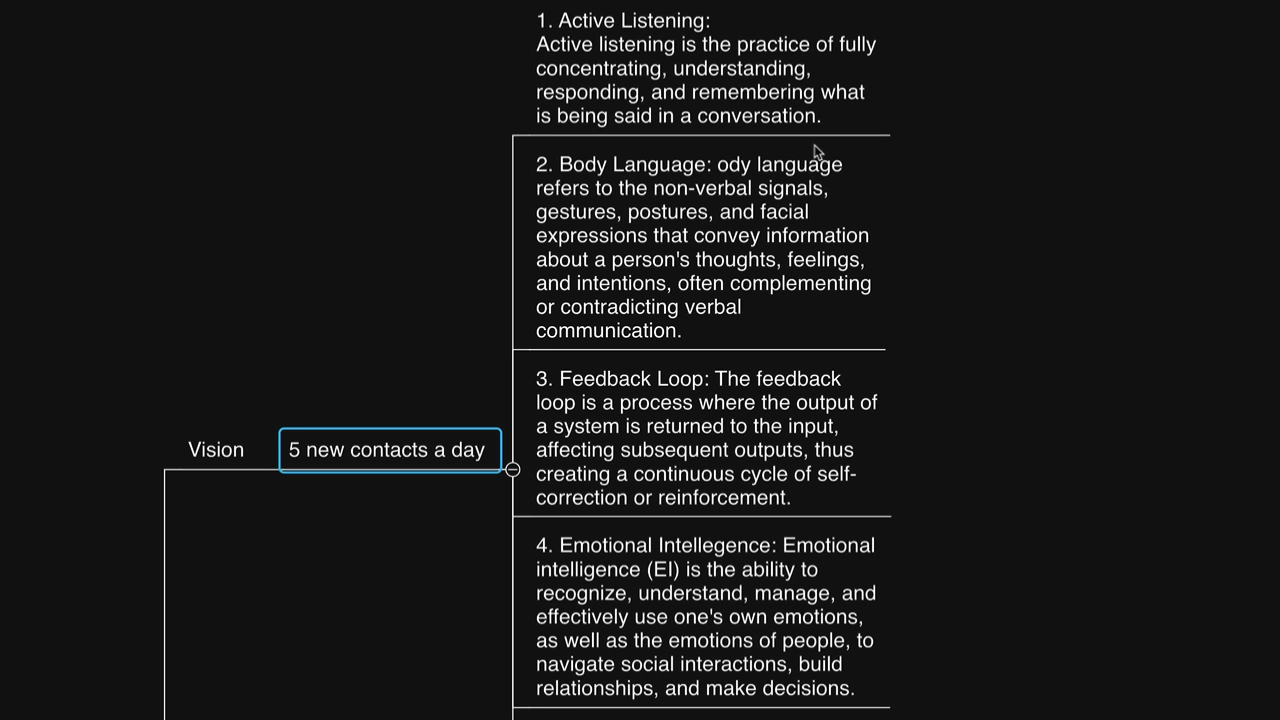 1. Active Listening:
Active listening is the practice of fully
concentrating, understanding,
responding, and remembering what
is being said in a conversation.
2. Body Language: ody language
refers to the non-verbal signals,
gestures, postures, and facial
expressions that convey information
about a person's thoughts, feelings,
and intentions, often complementing
or contradicting verbal
communication.
3. Feedback Loop: The feedback
loop is a process where the output of
a system is returned to the input,
affecting subsequent outputs, thus
creating a continuous cycle of self-
correction or reinforcement.
Vision
5 new contacts a day
4. Emotional Intellegence: Emotional
intelligence (EI) is the ability to
recognize, understand, manage, and
effectively use one's own emotions,
as well as the emotions of people, to
navigate social interactions, build
relationships, and make decisions.